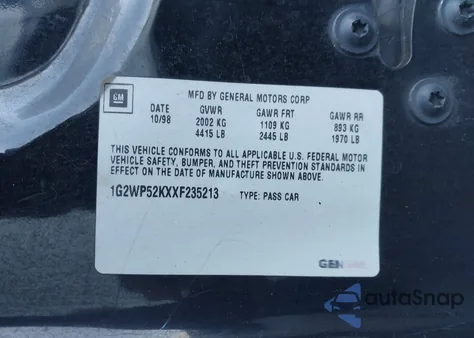 GM
MFD BY GENERAL MOTORS CORP
DATE GVWR GAWR FRT GAWR RR
10/98 2002 KG 1109 KG 893 KG
4415 LB 2445 LB 1970 LB
THIS VEHICLE CONFORMS TO ALL APPLICABLE U.S. FEDERAL MOTOR
VEHICLE SAFETY, BUMPER, AND THEFT PREVENTION STANDARDS IN
EFFECT ON THE DATE OF MANUFACTURE SHOWN ABOVE.
1G2WP52KXXF235213 TYPE: PASS CAR
autaSnap